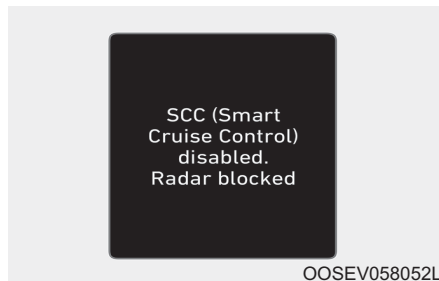 SCC (Smart
Cruise Control)
disabled.
Radar blocked
OOSEV058052L